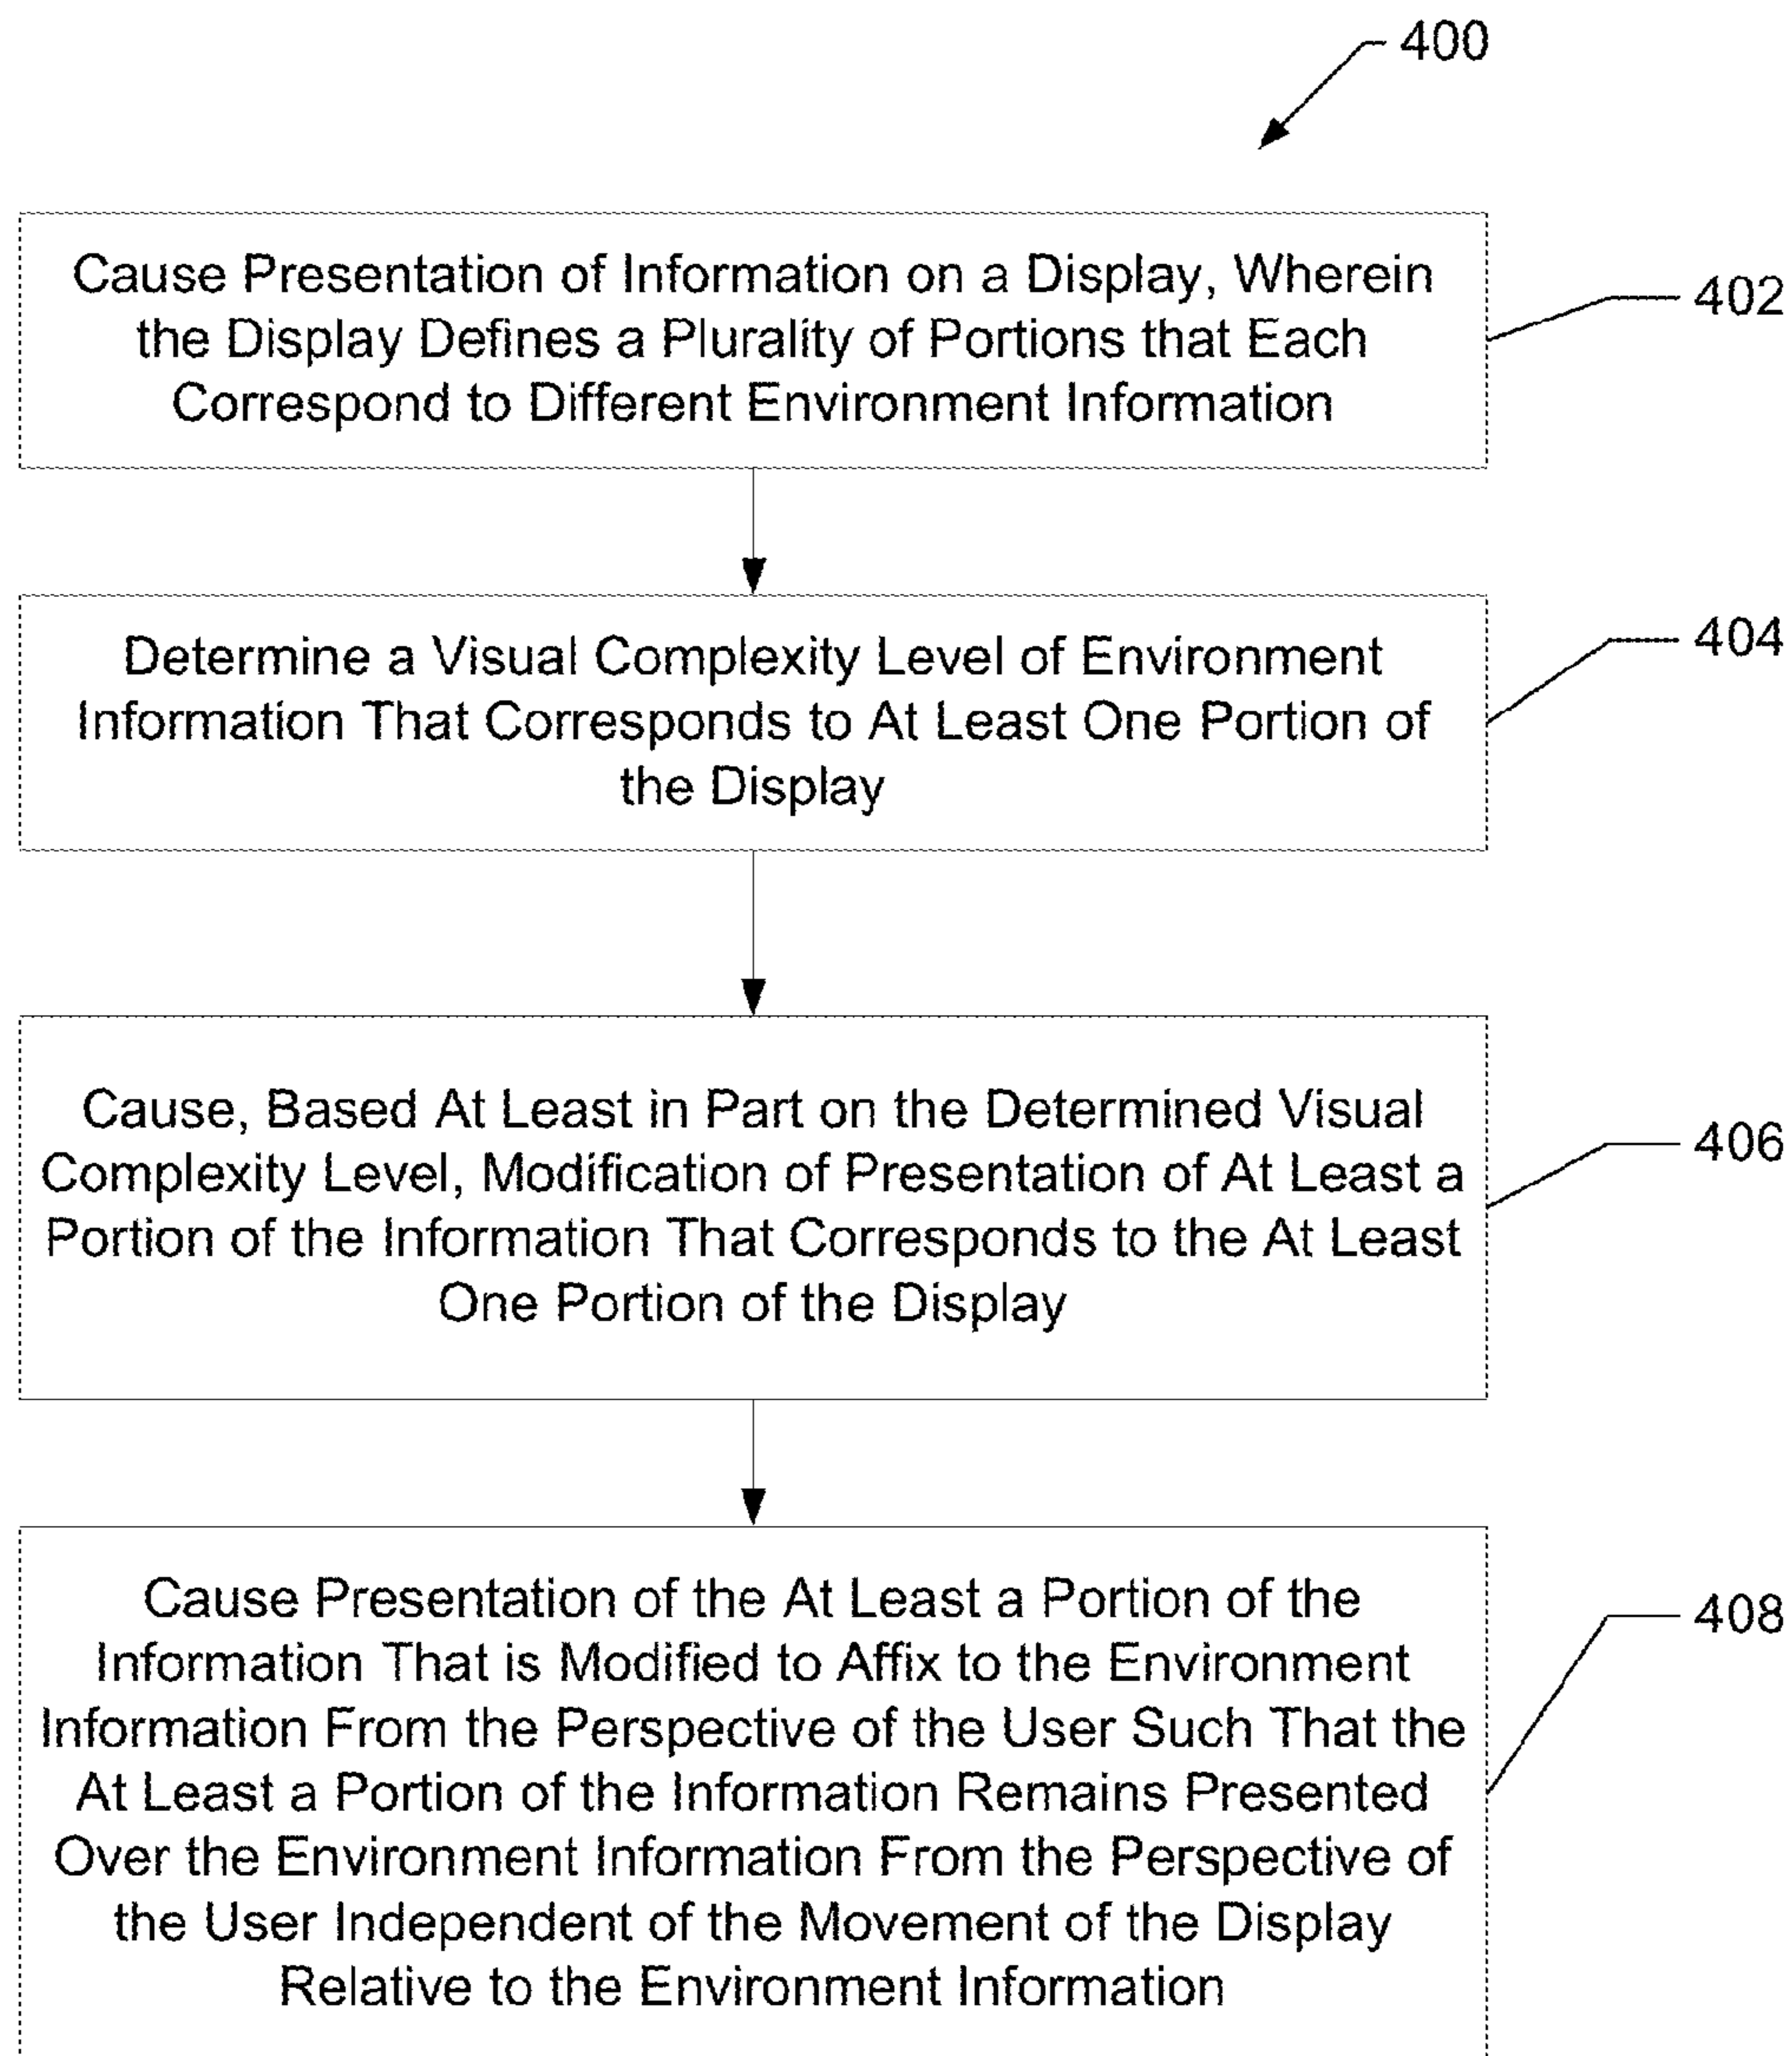 400
Cause Presentation of Information on a Display, Wherein
the Display Defines a Plurality of Portions that Each
Correspond to Different Environment Information
402
Determine a Visual Complexity Level of Environment
Information That Corresponds to At Least One Portion of
the Display
404
Cause, Based At Least in Part on the Determined Visual
Complexity Level, Modification of Presentation of At Least a
Portion of the Information That Corresponds to the At Least
One Portion of the Display
406
Cause Presentation of the At Least a Portion of the
Information That is Modified to Affix to the Environment
Information From the Perspective of the User Such That the
At Least a Portion of the Information Remains Presented
Over the Environment Information From the Perspective of
the User Independent of the Movement of the Display
Relative to the Environment Information
408